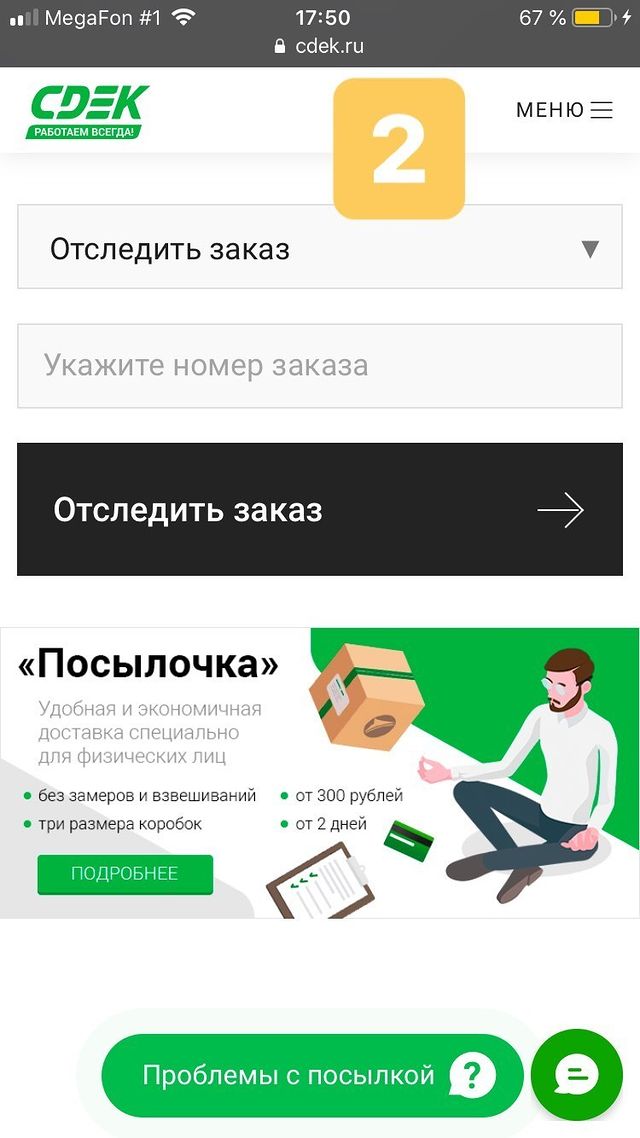 MegaFon #1 17:50 67 %
cdek.ru
CDEK
РАБОТАЕМ ВСЕГДА!
МЕНЮ
2
Отследить заказ
Укажите номер заказа
Отследить заказ
«Посылочка»
Удобная и экономичная
доставка специально
для физических лиц
без замеров и взвешиваний
от 300 рублей
три размера коробок
от 2 дней
ПОДРОБНЕЕ
Проблемы с посылкой ?